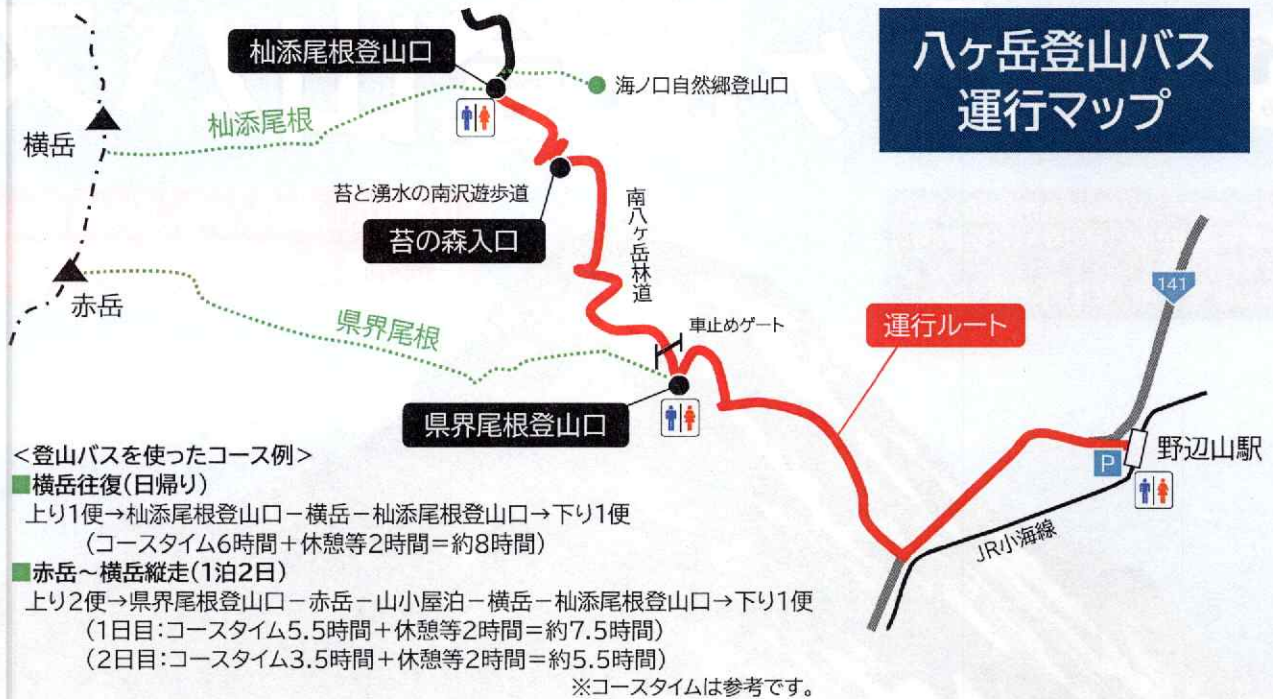 八ヶ岳登山バス
運行マップ
杣添尾根登山口
海ノ口自然郷登山口
杣添尾根
横岳
苔と湧水の南沢遊歩道
苔の森入口
南八ヶ岳林道
141
赤岳
県界尾根
車止めゲート
運行ルート
県界尾根登山口
P
野辺山駅
JR小海線
<登山バスを使ったコース例>
■横岳往復(日帰り)
上り1便→杣添尾根登山口－横岳－杣添尾根登山口→下り1便
(コースタイム6時間＋休憩等2時間＝約8時間)
■赤岳～横岳縦走(1泊2日)
上り2便→県界尾根登山口－赤岳－山小屋泊－横岳－杣添尾根登山口→下り1便
(1日目:コースタイム5.5時間＋休憩等2時間＝約7.5時間)
(2日目:コースタイム3.5時間＋休憩等2時間＝約5.5時間)
※コースタイムは参考です。